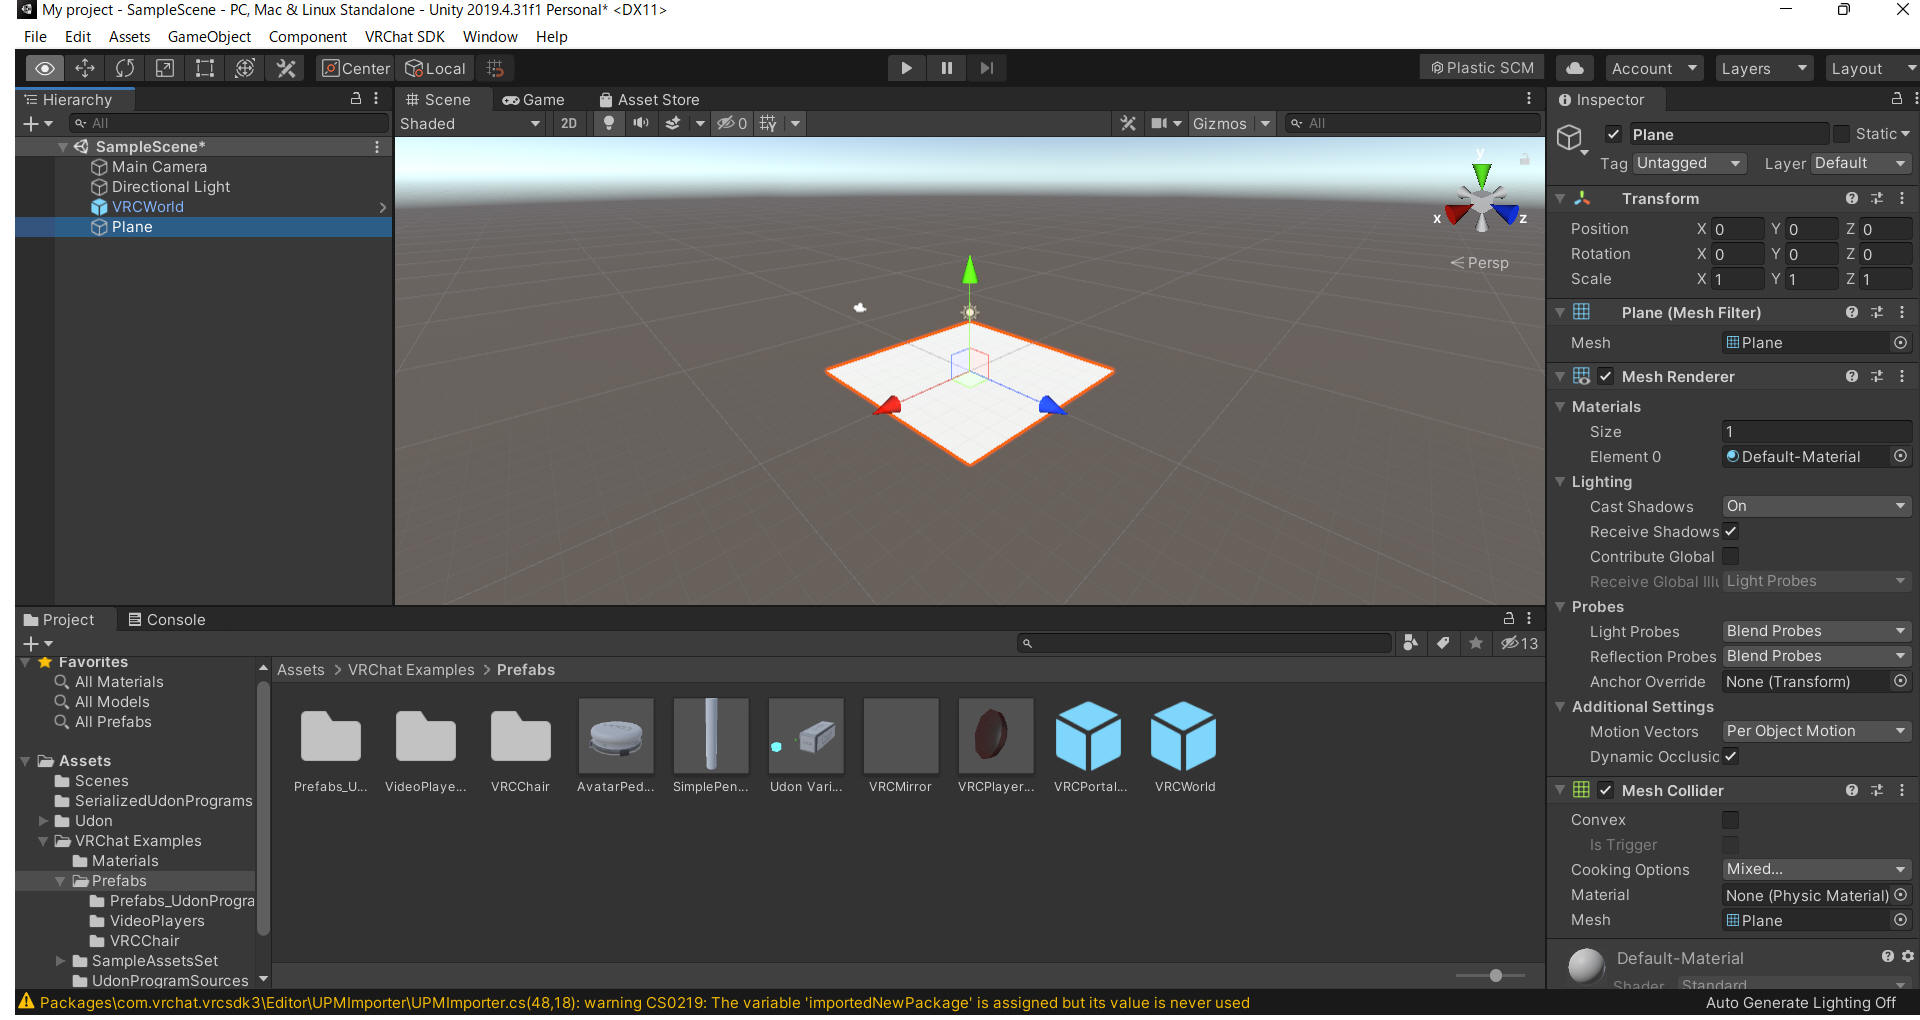 My project - SampleScene - PC, Mac & Linux Standalone - Unity 2019.4.31f1 Personal* <DX11>
File Edit Assets GameObject Component VRChat SDK Window Help
Center Local Plastic SCM Account Layers Layout
Hierarchy
All
SampleScene*
Main Camera
Directional Light
VRCWorld
Plane
Scene Game Asset Store
Shaded 2D 0 Gizmos All
y
x
z
Persp
Inspector
Plane Static
Tag Untagged Layer Default
Transform
Position X 0 Y 0 Z 0
Rotation X 0 Y 0 Z 0
Scale X 1 Y 1 Z 1
Plane (Mesh Filter)
Mesh Plane
Mesh Renderer
Materials
Size 1
Element 0 Default-Material
Lighting
Cast Shadows On
Receive Shadows
Contribute Global
Receive Global Illu Light Probes
Probes
Light Probes Blend Probes
Reflection Probes Blend Probes
Anchor Override None (Transform)
Additional Settings
Motion Vectors Per Object Motion
Dynamic Occlusic
Mesh Collider
Convex
Is Trigger
Cooking Options Mixed...
Material None (Physic Material)
Mesh Plane
Default-Material
Shader Standard
Project Console
13
Favorites
All Materials
All Models
All Prefabs
Assets
Scenes
SerializedUdonPrograms
Udon
VRChat Examples
Materials
Prefabs
Prefabs_UdonProgra
VideoPlayers
VRCChair
SampleAssetsSet
UdonProgramSources
Assets > VRChat Examples > Prefabs
Prefabs_U... VideoPlaye... VRCChair AvatarPed... SimplePen... Udon Vari... VRCMirror VRCPlayer... VRCPortal... VRCWorld
Packages\com.vrchat.vrcsdk3\Editor\UPMImporter\UPMImporter.cs(48,18): warning CS0219: The variable 'importedNewPackage' is assigned but its value is never used
Auto Generate Lighting Off